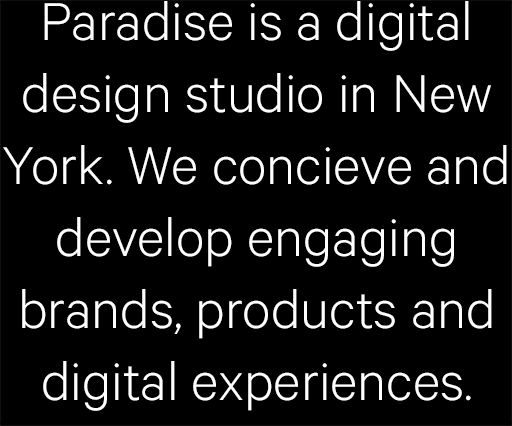 Paradise is a digital
design studio in New
York. We concieve and
develop engaging
brands, products and
digital experiences.